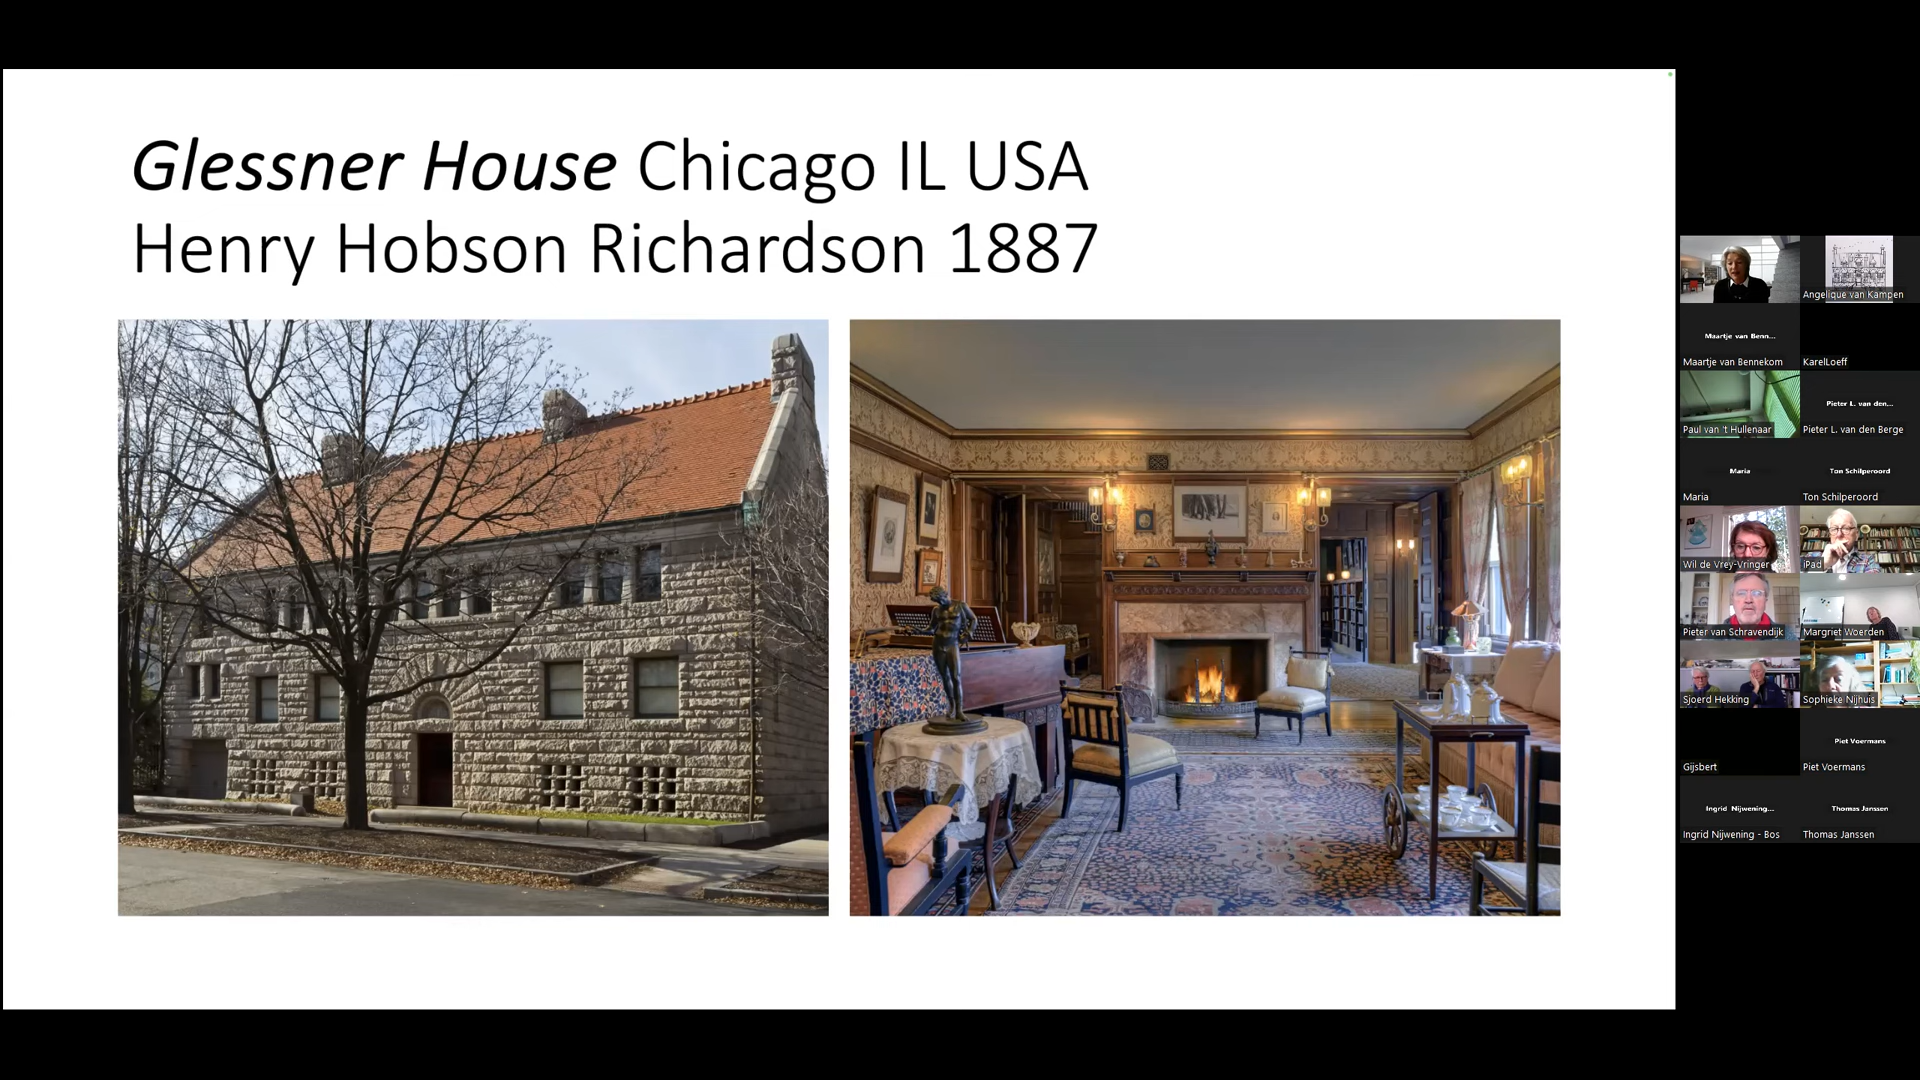 Glessner House Chicago IL USA
Henry Hobson Richardson 1887
Angelique van Kampen
Maartje van Benn...
Maartje van Bennekom
KarelLoeff
Paul van 't Hullenaar
Pieter L. van den...
Pieter L. van den Berge
Maria
Maria
Ton Schilperoord
Ton Schilperoord
Wil de Vrey-Vringer
iPad
Pieter van Schravendijk
Margriet Woerden
Sjoerd Hekking
Sophieke Nijhuis
Gijsbert
Piet Voermans
Piet Voermans
Ingrid Nijwening...
Ingrid Nijwening - Bos
Thomas Janssen
Thomas Janssen